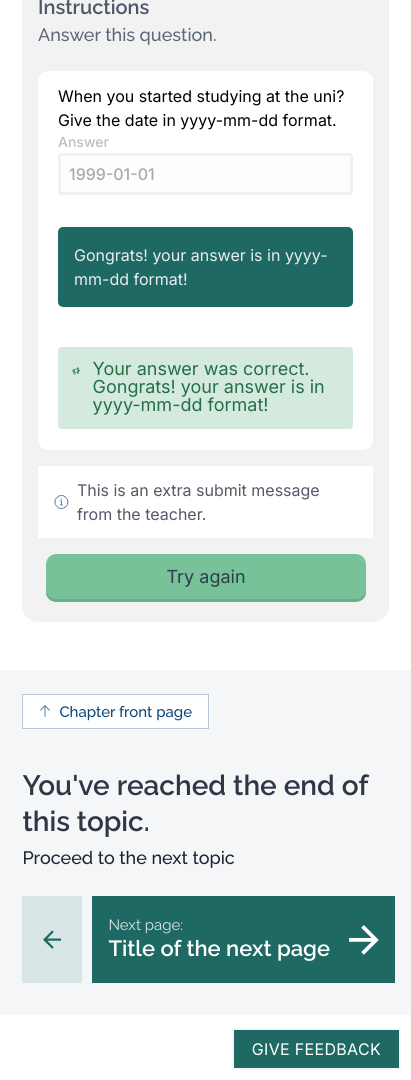 Instructions
Answer this question.
When you started studying at the uni?
Give the date in yyyy-mm-dd format.
Answer
1999-01-01
Gongrats! your answer is in yyyy-
mm-dd format!
Your answer was correct.
Gongrats! your answer is in
yyyy-mm-dd format!
This is an extra submit message
from the teacher.
Try again
Chapter front page
You've reached the end of
this topic.
Proceed to the next topic
Next page:
Title of the next page
GIVE FEEDBACK